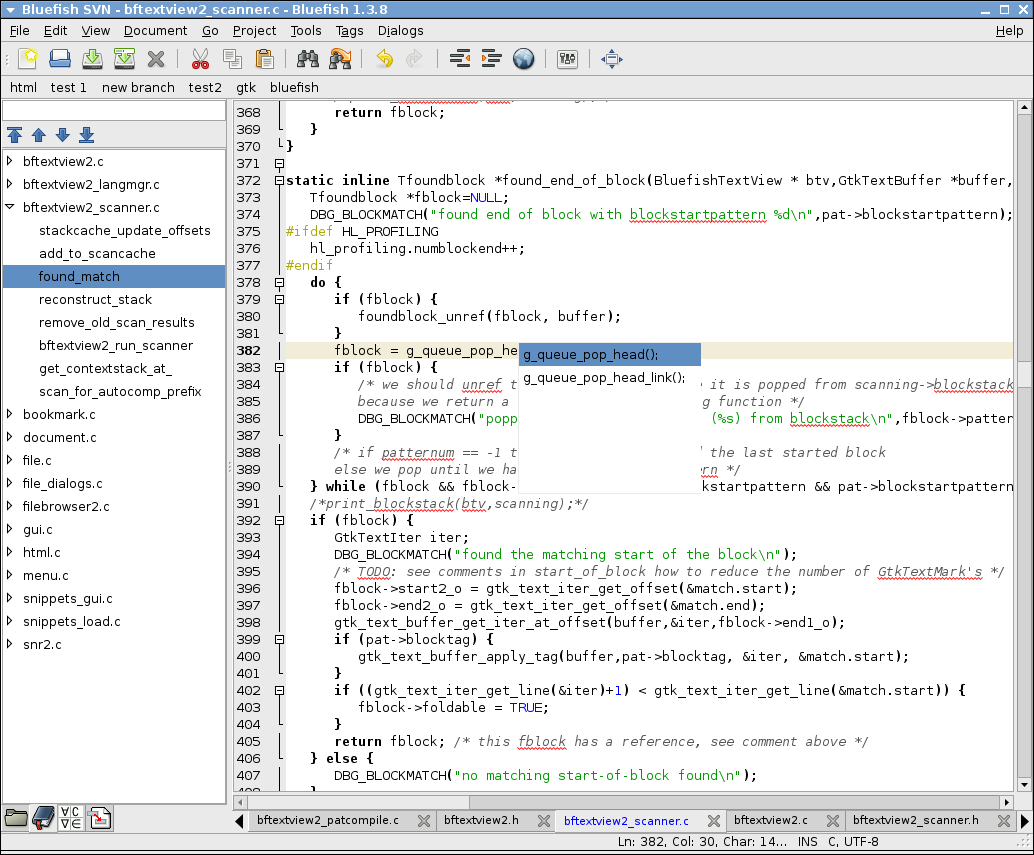 Bluefish SVN - bftextview2_scanner.c - Bluefish 1.3.8
File Edit View Document Go Project Tools Tags Dialogs Help
html test 1 new branch test2 gtk bluefish
bftextview2.c
bftextview2_langmgr.c
bftextview2_scanner.c
stackcache_update_offsets
add_to_scancache
found_match
reconstruct_stack
remove_old_scan_results
bftextview2_run_scanner
get_contextstack_at_
scan_for_autocomp_prefix
bookmark.c
document.c
file.c
file_dialogs.c
filebrowser2.c
gui.c
html.c
menu.c
snippets_gui.c
snippets_load.c
snr2.c
368 return fblock;
369 }
370 }
371
372 static inline Tfoundblock *found_end_of_block(BluefishTextView * btv,GtkTextBuffer *buffer,
373 Tfoundblock *fblock=NULL;
374 DBG_BLOCKMATCH("found end of block with blockstartpattern %d\n",pat->blockstartpattern);
375 #ifdef HL_PROFILING
376 hl_profiling.numblockend++;
377 #endif
378 do {
379 if (fblock) {
380 foundblock_unref(fblock, buffer);
381 }
382 fblock = g_queue_pop_he
g_queue_pop_head();
g_queue_pop_head_link();
383 if (fblock) {
384 /* we should unref t e it is popped from scanning->blockstack
385 because we return a g function */
386 DBG_BLOCKMATCH("popp (%s) from blockstack\n",fblock->pattern
387 }
388 /* if patternum == -1 t d the last started block
389 else we pop until we ha rn */
390 } while (fblock && fblock- kstartpattern && pat->blockstartpattern
391 /*print_blockstack(btv,scanning);*/
392 if (fblock) {
393 GtkTextIter iter;
394 DBG_BLOCKMATCH("found the matching start of the block\n");
395 /* TODO: see comments in start_of_block how to reduce the number of GtkTextMark's */
396 fblock->start2_o = gtk_text_iter_get_offset(&match.start);
397 fblock->end2_o = gtk_text_iter_get_offset(&match.end);
398 gtk_text_buffer_get_iter_at_offset(buffer,&iter,fblock->end1_o);
399 if (pat->blocktag) {
400 gtk_text_buffer_apply_tag(buffer,pat->blocktag, &iter, &match.start);
401 }
402 if ((gtk_text_iter_get_line(&iter)+1) < gtk_text_iter_get_line(&match.start)) {
403 fblock->foldable = TRUE;
404 }
405 return fblock; /* this fblock has a reference, see comment above */
406 } else {
407 DBG_BLOCKMATCH("no matching start-of-block found\n");
bftextview2_patcompile.c bftextview2.h bftextview2_scanner.c bftextview2.c bftextview2_scanner.h
Ln: 382, Col: 30, Char: 14... INS C, UTF-8